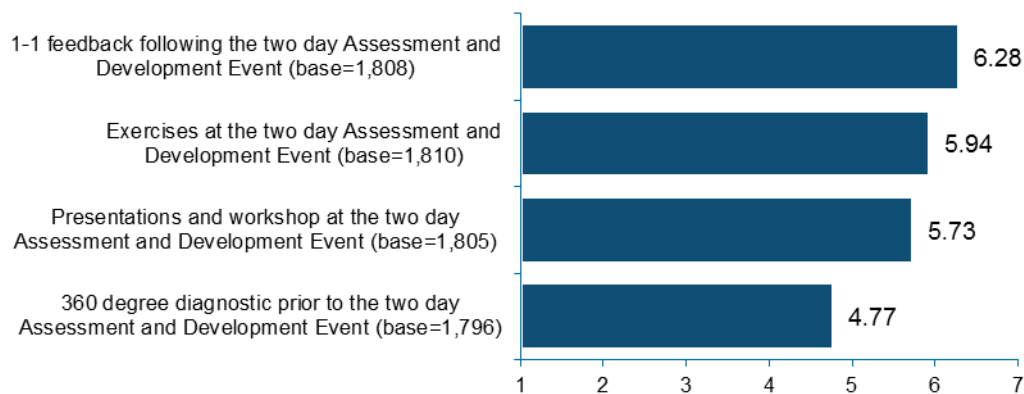 1-1 feedback following the two day Assessment and
Development Event (base=1,808)
6.28
Exercises at the two day Assessment and
Development Event (base=1,810)
5.94
Presentations and workshop at the two day
Assessment and Development Event (base=1,805)
5.73
360 degree diagnostic prior to the two day
Assessment and Development Event (base=1,796)
4.77
1 2 3 4 5 6 7